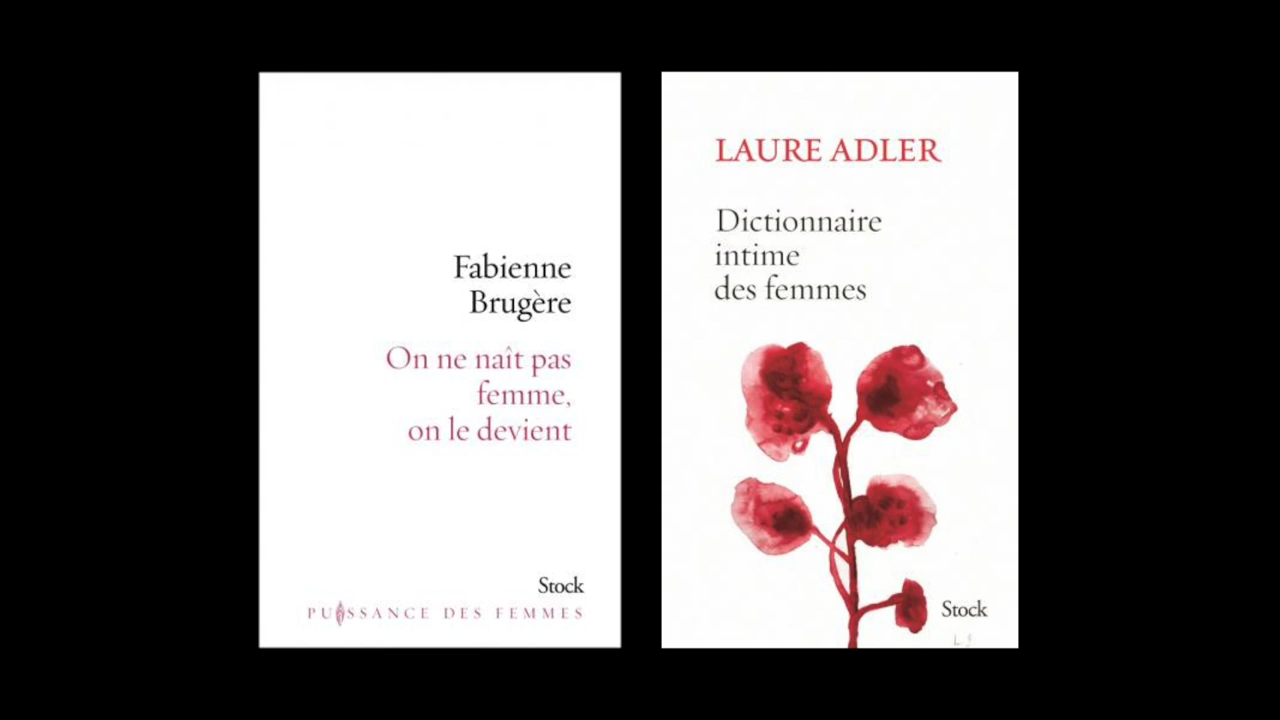 Fabienne
Brugère
On ne naît pas
femme,
on le devient
Stock
PUISSANCE DES FEMMES
LAURE ADLER
Dictionnaire
intime
des femmes
Stock